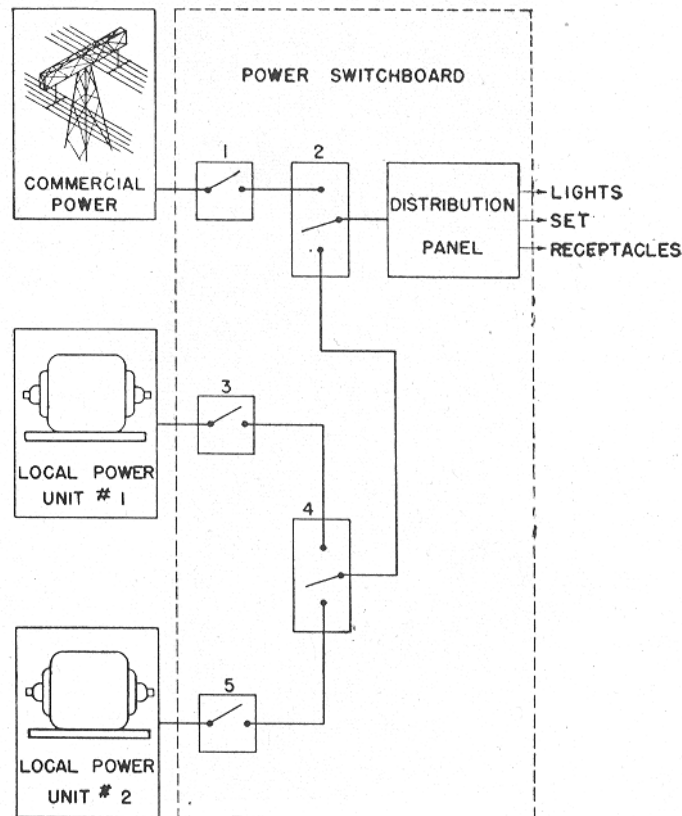 POWER SWITCHBOARD
COMMERCIAL
POWER
1
2
DISTRIBUTION
PANEL
LIGHTS
SET
RECEPTACLES
3
LOCAL POWER
UNIT # 1
4
5
LOCAL POWER
UNIT # 2